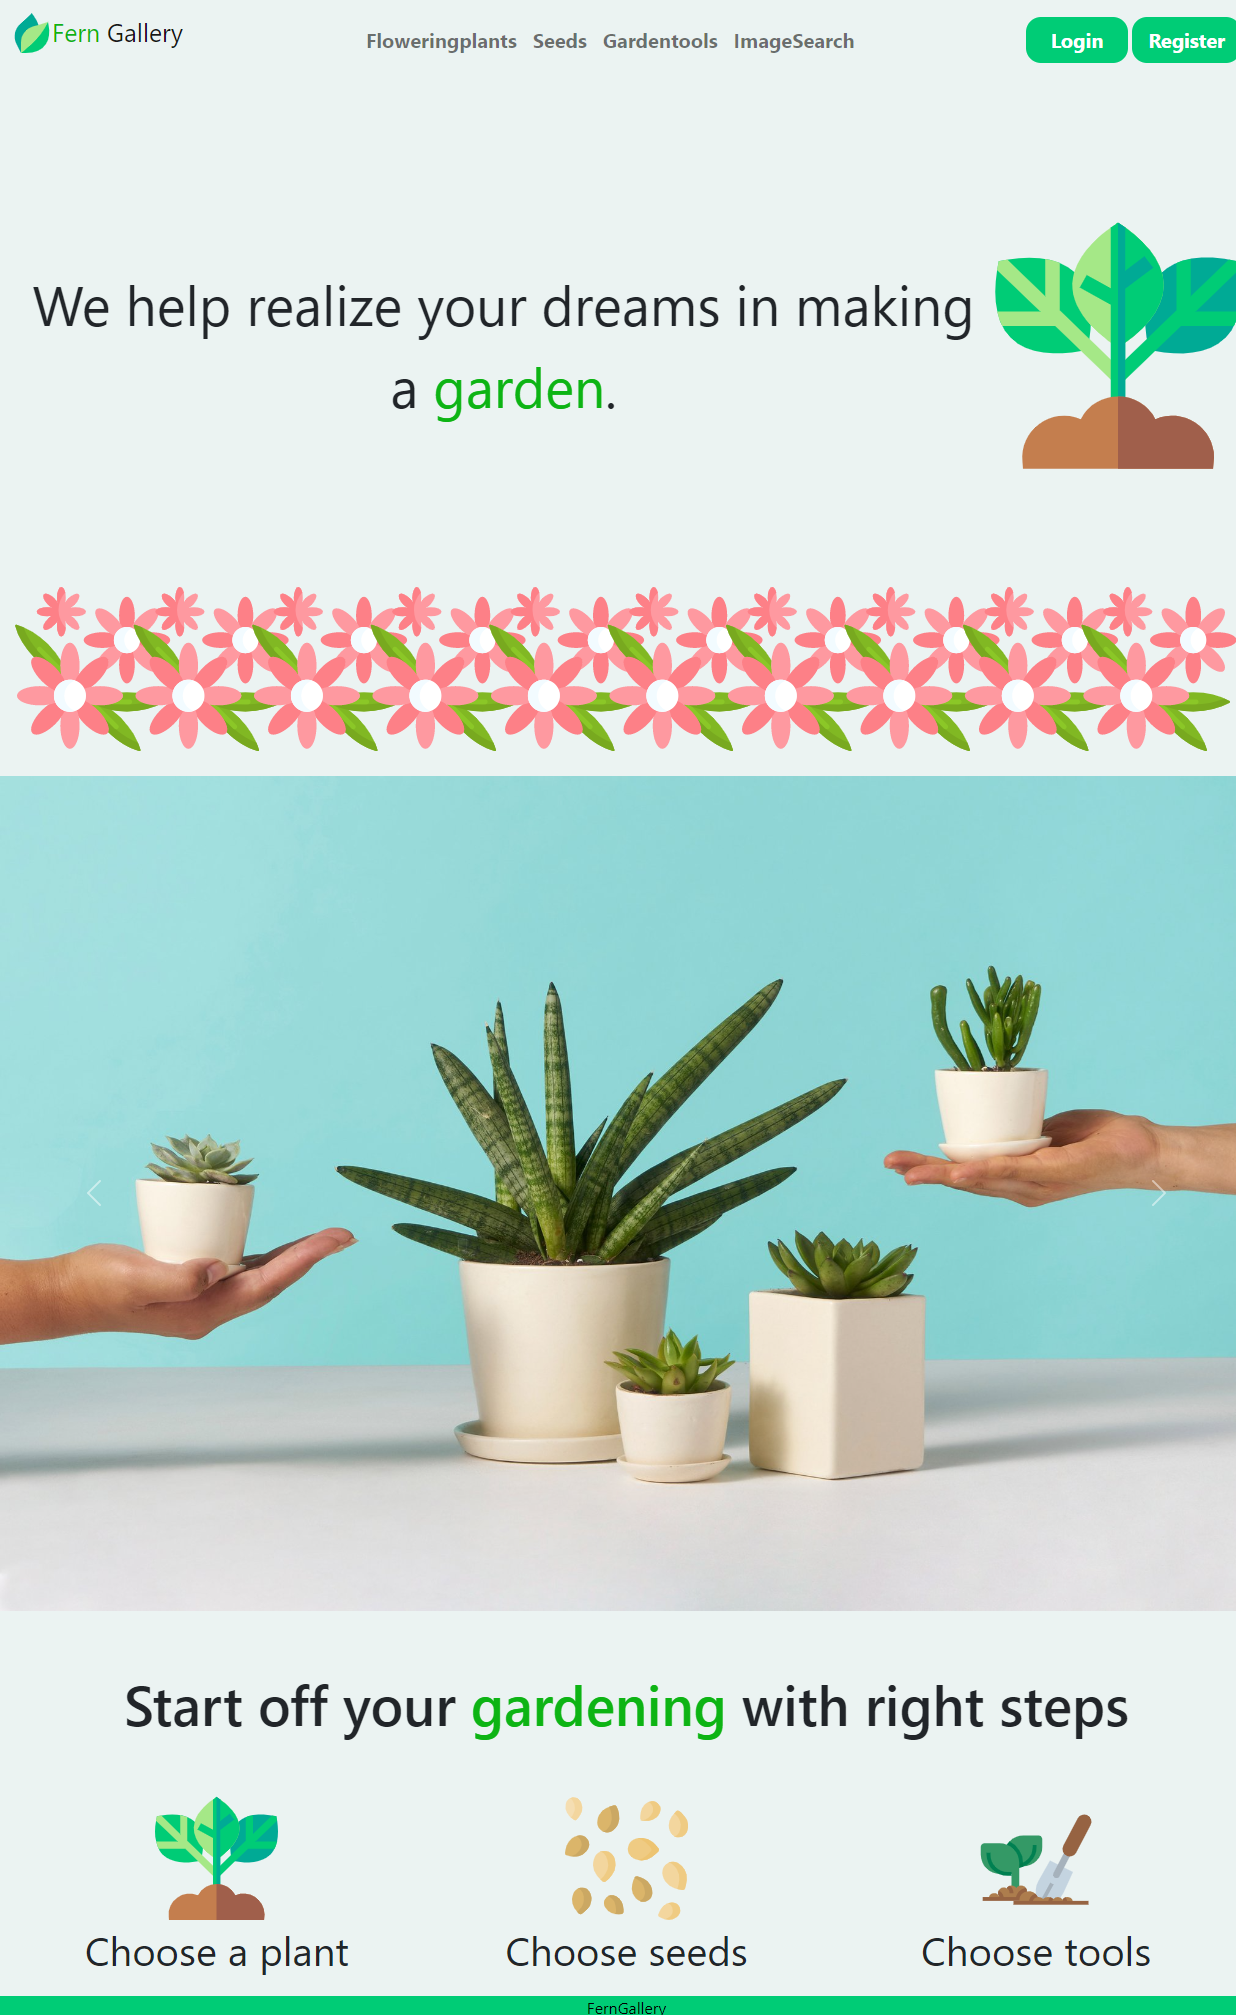 Fern Gallery
Floweringplants Seeds Gardentools ImageSearch
Login Register
We help realize your dreams in making
a garden.
Start off your gardening with right steps
Choose a plant
Choose seeds
Choose tools
FernGallery